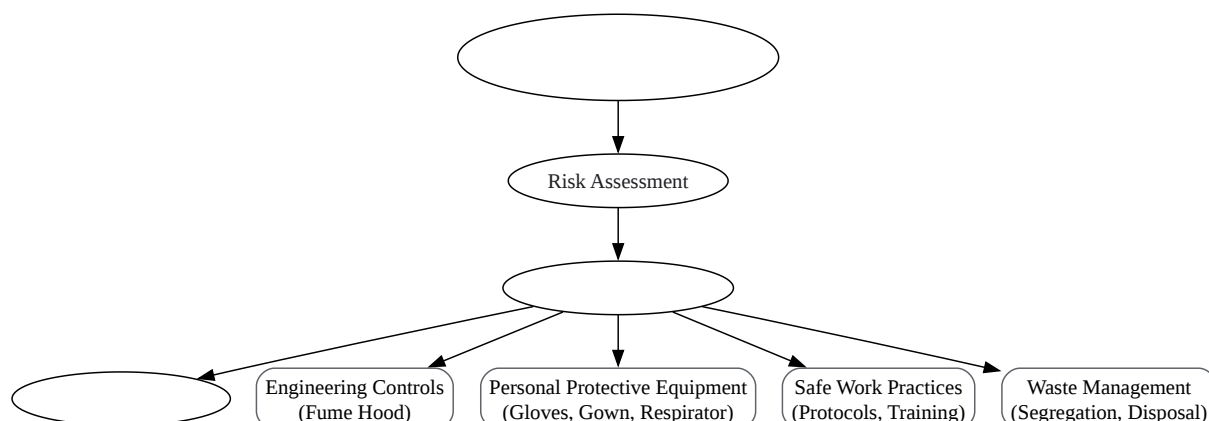 Risk Assessment
Engineering Controls
(Fume Hood)
Personal Protective Equipment
(Gloves, Gown, Respirator)
Safe Work Practices
(Protocols, Training)
Waste Management
(Segregation, Disposal)